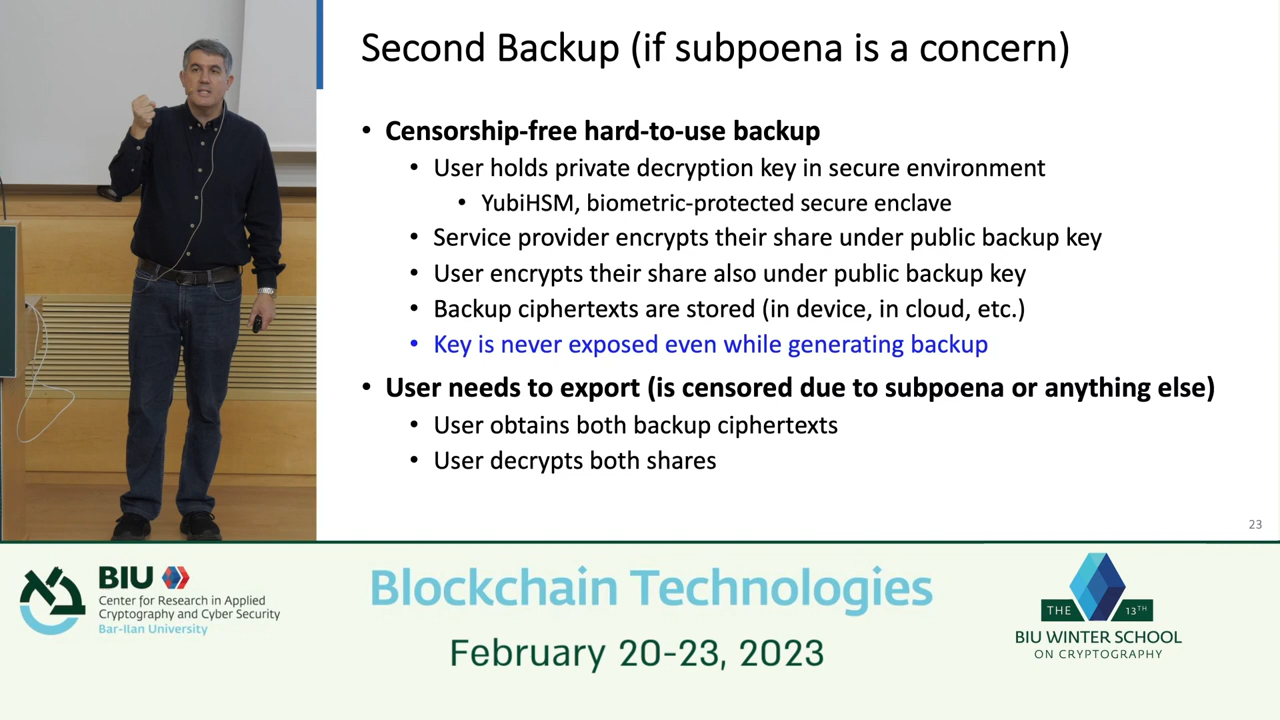 Second Backup (if subpoena is a concern)
• Censorship-free hard-to-use backup
• User holds private decryption key in secure environment
• YubiHSM, biometric-protected secure enclave
• Service provider encrypts their share under public backup key
• User encrypts their share also under public backup key
• Backup ciphertexts are stored (in device, in cloud, etc.)
• Key is never exposed even while generating backup
• User needs to export (is censored due to subpoena or anything else)
• User obtains both backup ciphertexts
• User decrypts both shares
23
BIU
Center for Research in Applied
Cryptography and Cyber Security
Bar-Ilan University
Blockchain Technologies
February 20-23, 2023
THE 13TH
BIU WINTER SCHOOL
ON CRYPTOGRAPHY